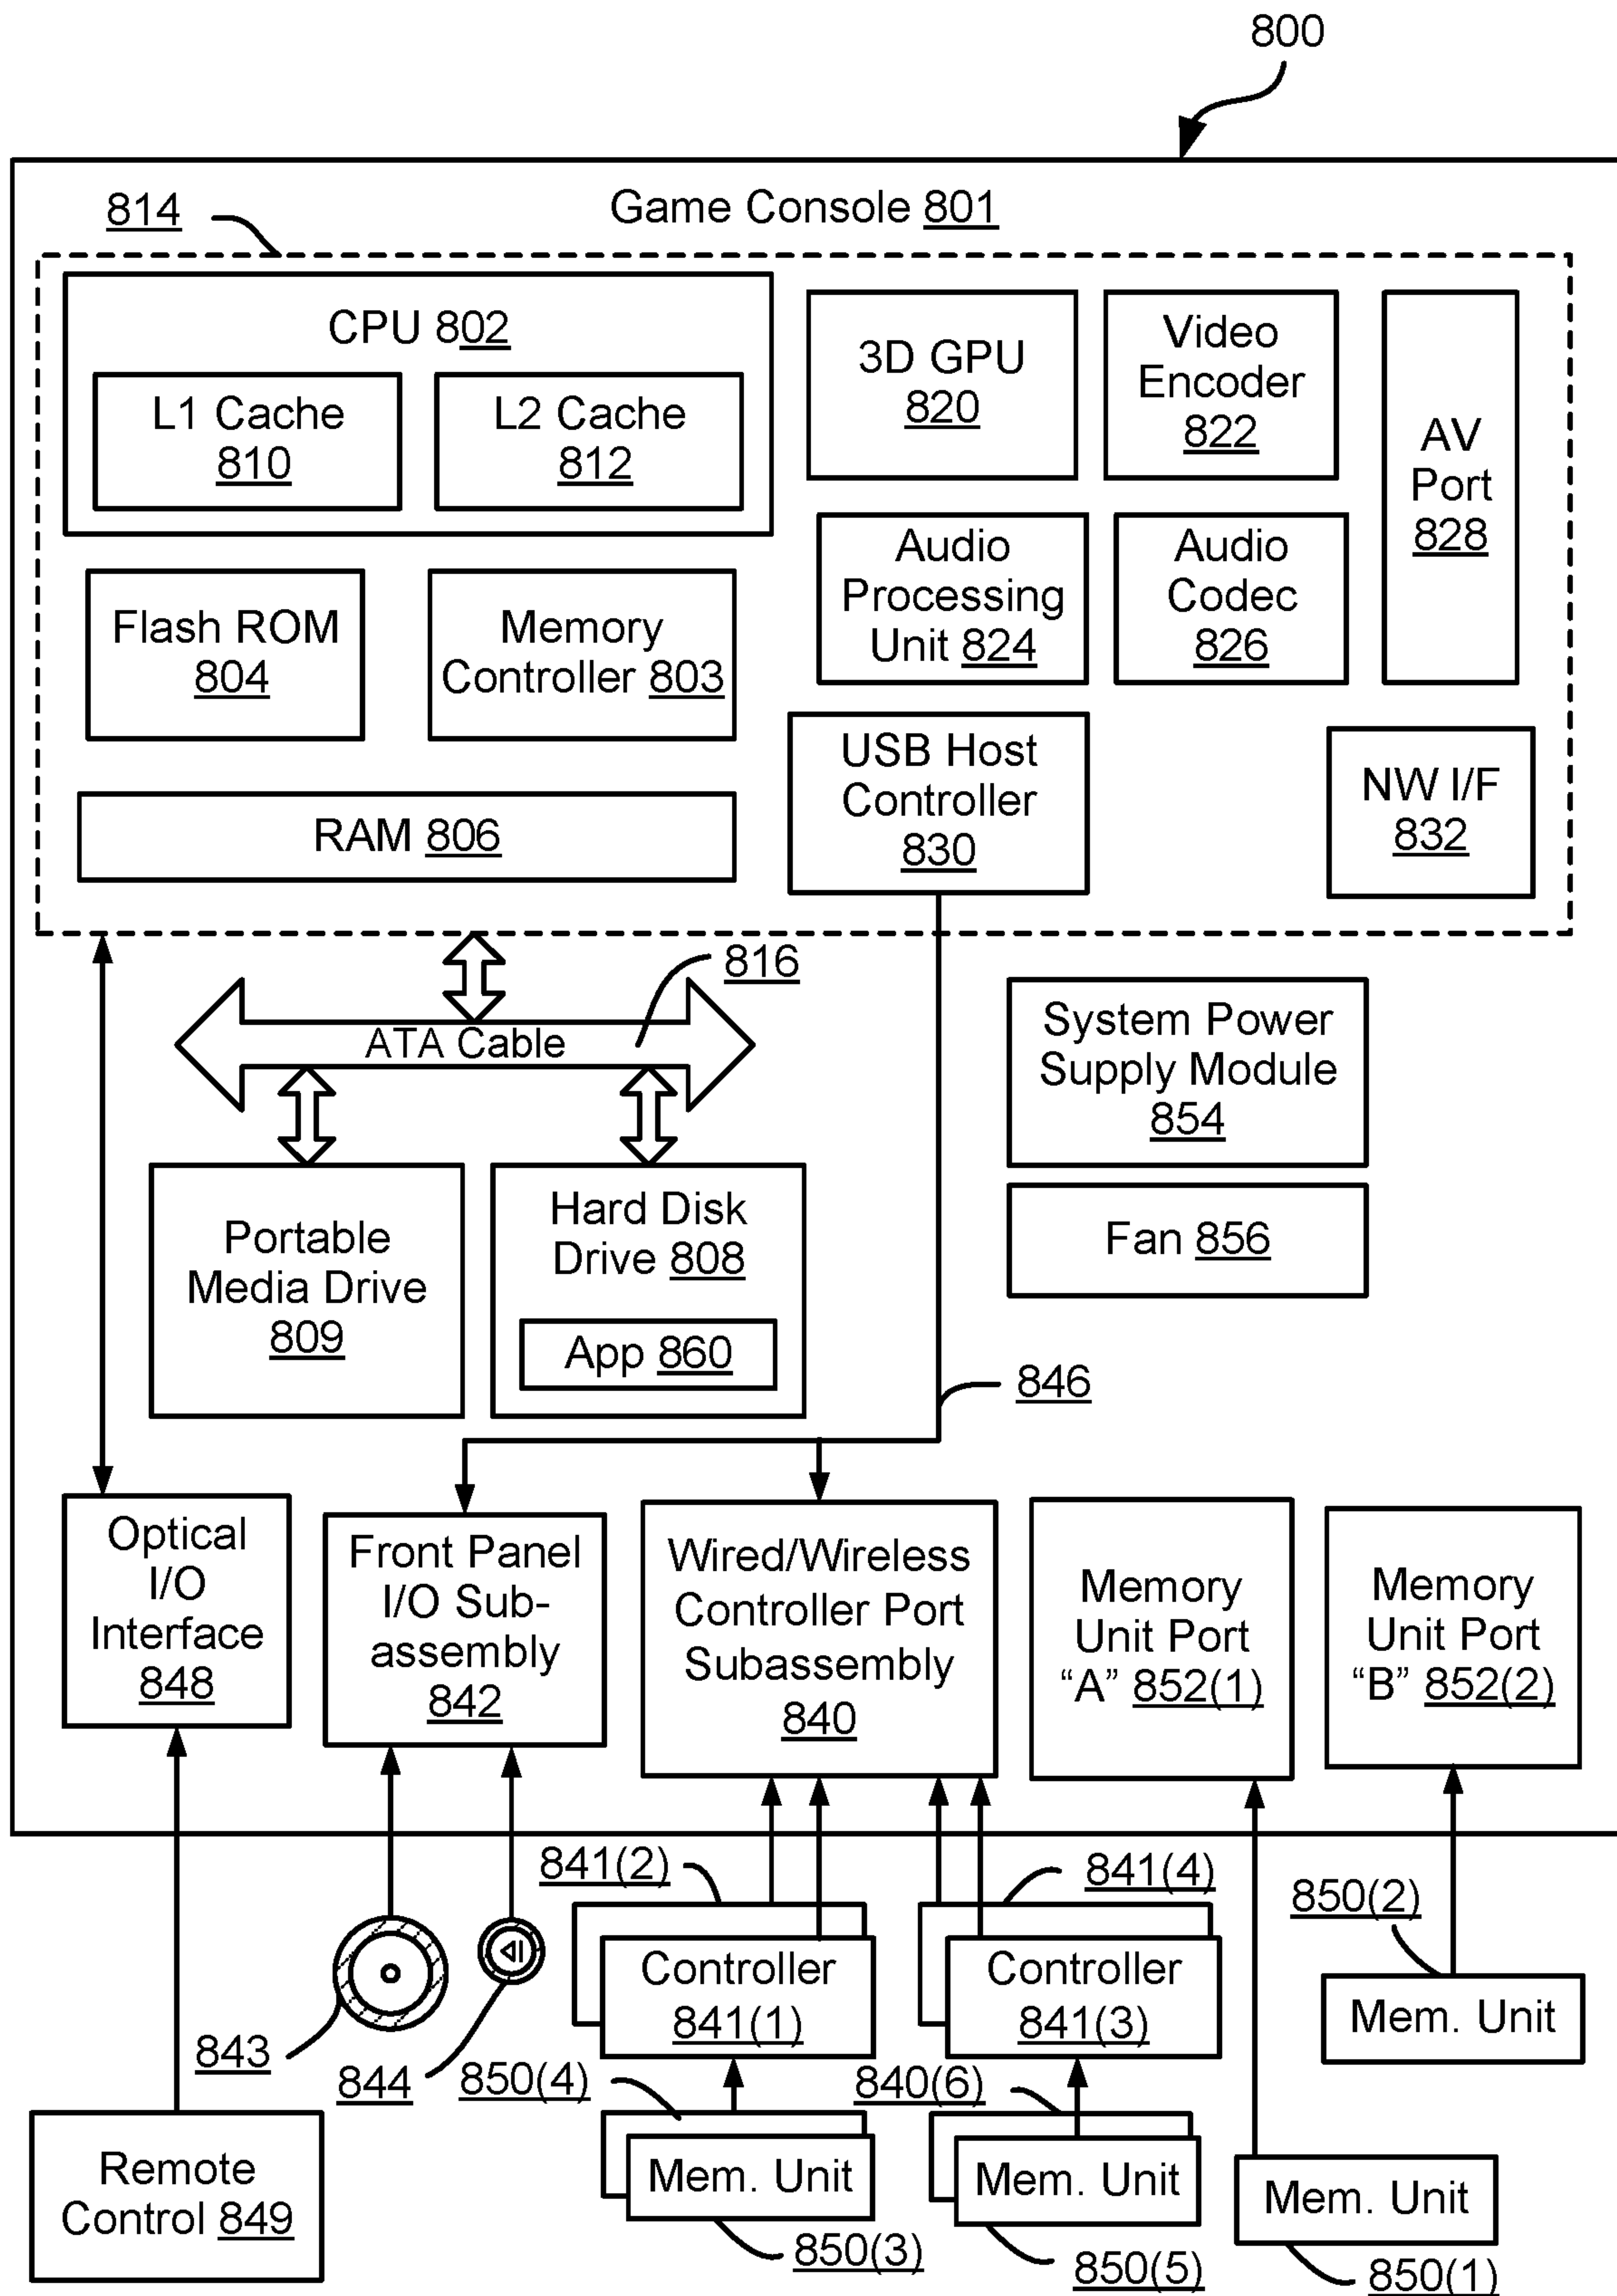 800
Game Console 801
814
CPU 802
L1 Cache
810
L2 Cache
812
3D GPU
820
Video
Encoder
822
AV
Port
828
Flash ROM
804
Memory
Controller 803
Audio
Processing
Unit 824
Audio
Codec
826
RAM 806
USB Host
Controller
830
NW I/F
832
816
ATA Cable
System Power
Supply Module
854
Portable
Media Drive
809
Hard Disk
Drive 808
App 860
Fan 856
846
Optical
I/O
Interface
848
Front Panel
I/O Sub-
assembly
842
Wired/Wireless
Controller Port
Subassembly
840
Memory
Unit Port
“A” 852(1)
Memory
Unit Port
“B” 852(2)
841(2)
841(4)
850(2)
Controller
841(1)
Controller
841(3)
Mem. Unit
843
844
850(4)
840(6)
Remote
Control 849
Mem. Unit
850(3)
Mem. Unit
850(5)
Mem. Unit
850(1)